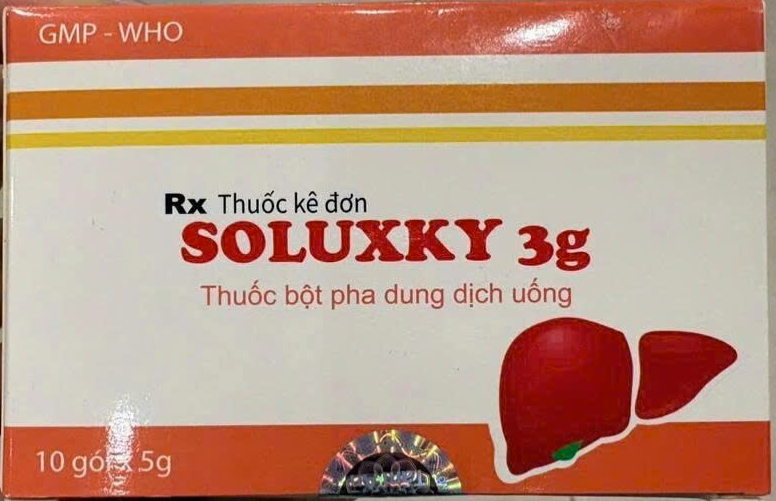 GMP - WHO
Rx Thuốc kê đơn
SOLUXKY 3g
Thuốc bột pha dung dịch uống
10 gói x 5g